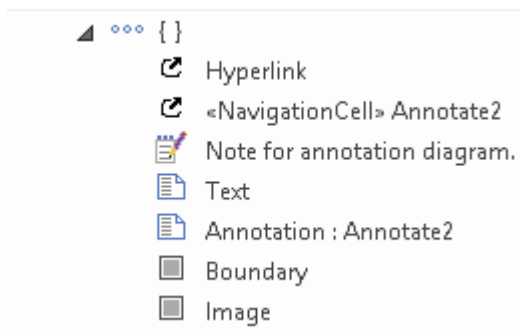 { }
Hyperlink
«NavigationCell» Annotate2
Note for annotation diagram.
Text
Annotation : Annotate2
Boundary
Image